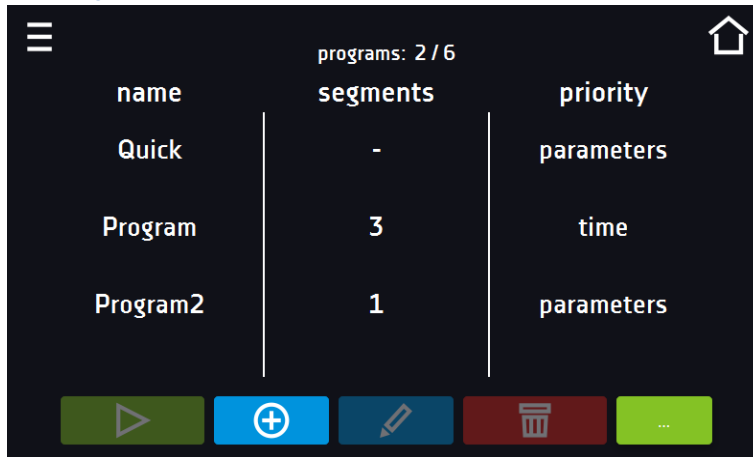 programs: 2 / 6
name segments priority
Quick - parameters
Program 3 time
Program2 1 parameters
...